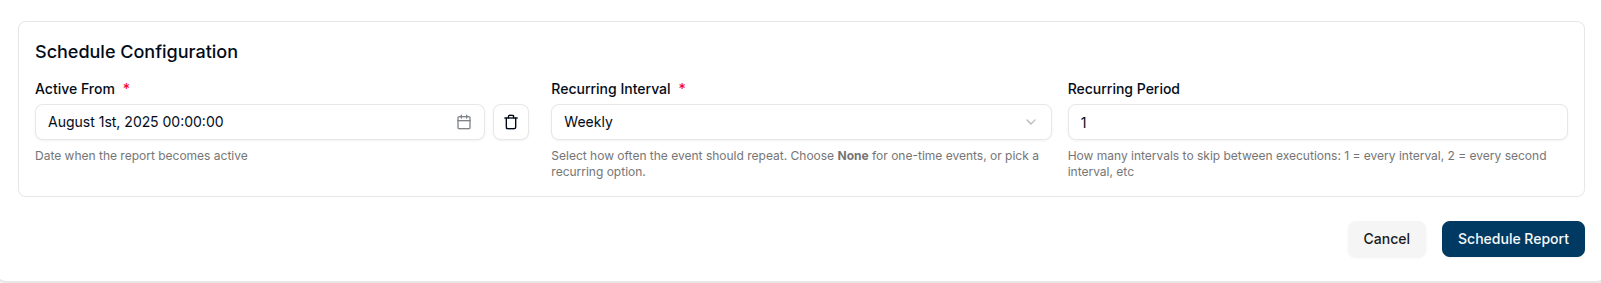 Schedule Configuration
Active From *
August 1st, 2025 00:00:00
Date when the report becomes active
Recurring Interval *
Weekly
Select how often the event should repeat. Choose None for one-time events, or pick a
recurring option.
Recurring Period
1
How many intervals to skip between executions: 1 = every interval, 2 = every second
interval, etc
Cancel
Schedule Report